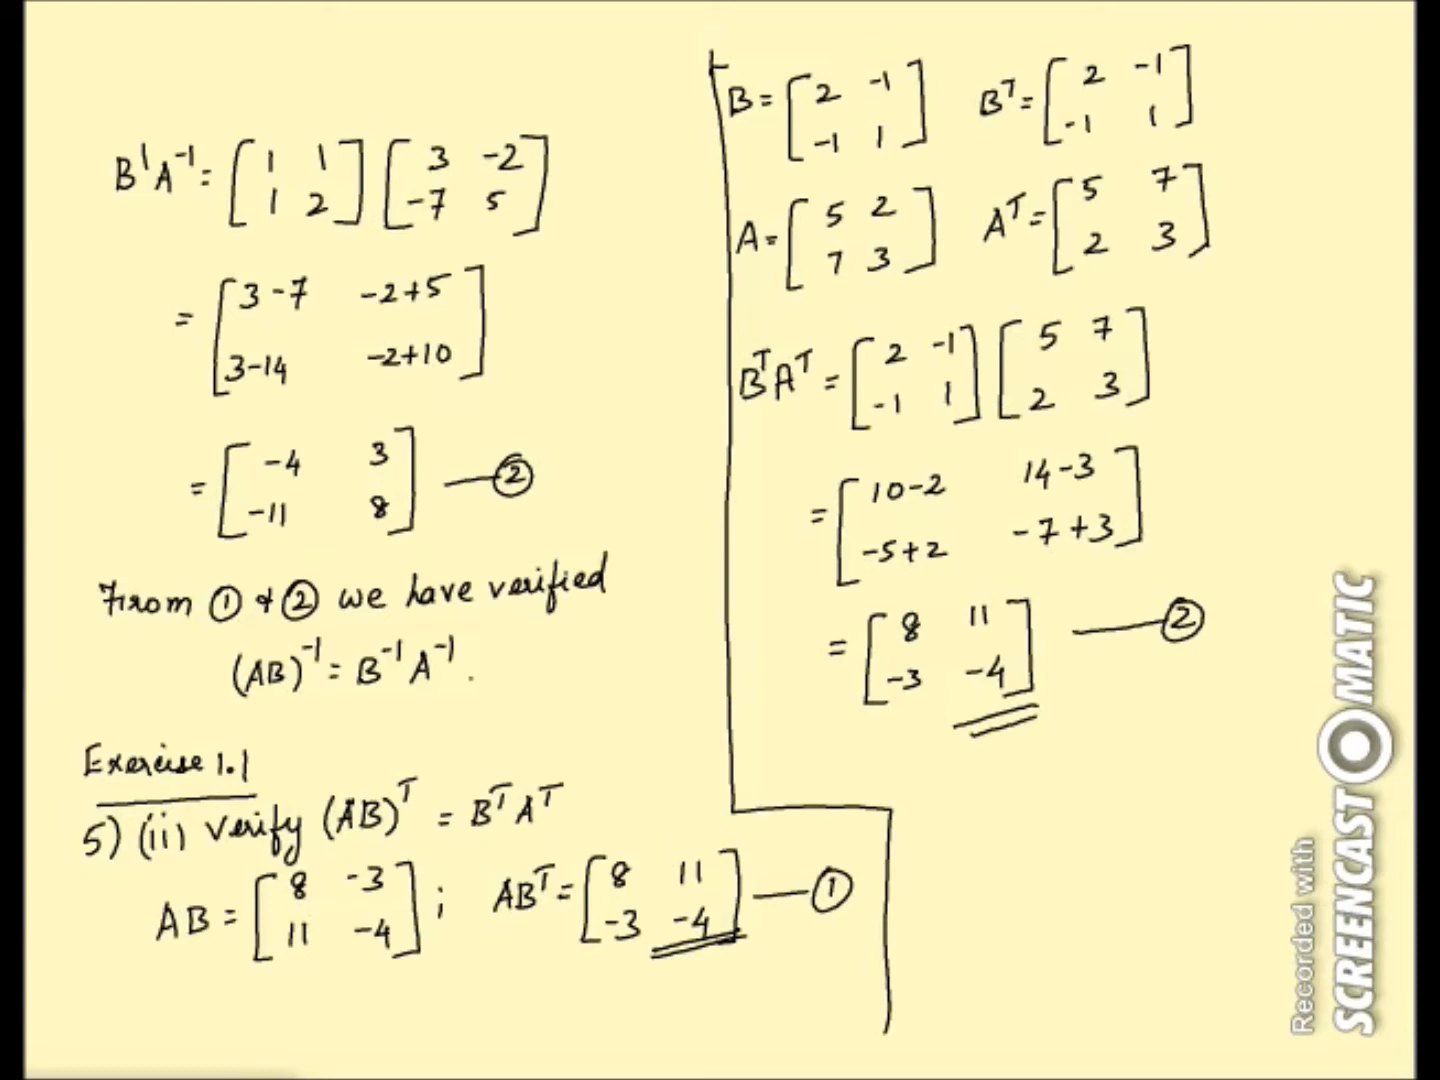 B⁻¹A⁻¹ = [ 1 1 ] [ 3 -2 ]
[ 1 2 ] [ -7 5 ]
= [ 3-7 -2+5 ]
[ 3-14 -2+10 ]
= [ -4 3 ] — ②
[ -11 8 ]
From ① & ② we have verified
(AB)⁻¹ = B⁻¹ A⁻¹.
Exercise 1.1
5) (ii) Verify (AB)ᵀ = Bᵀ Aᵀ
AB = [ 8 -3 ] ; ABᵀ = [ 8 11 ] — ①
[ 11 -4 ] [ -3 -4 ]
B = [ 2 -1 ] Bᵀ = [ 2 -1 ]
[ -1 1 ] [ -1 1 ]
A = [ 5 2 ] Aᵀ = [ 5 7 ]
[ 7 3 ] [ 2 3 ]
BᵀAᵀ = [ 2 -1 ] [ 5 7 ]
[ -1 1 ] [ 2 3 ]
= [ 10-2 14-3 ]
[ -5+2 -7+3 ]
= [ 8 11 ] — ②
[ -3 -4 ]
Recorded with
SCREENCAST-O-MATIC